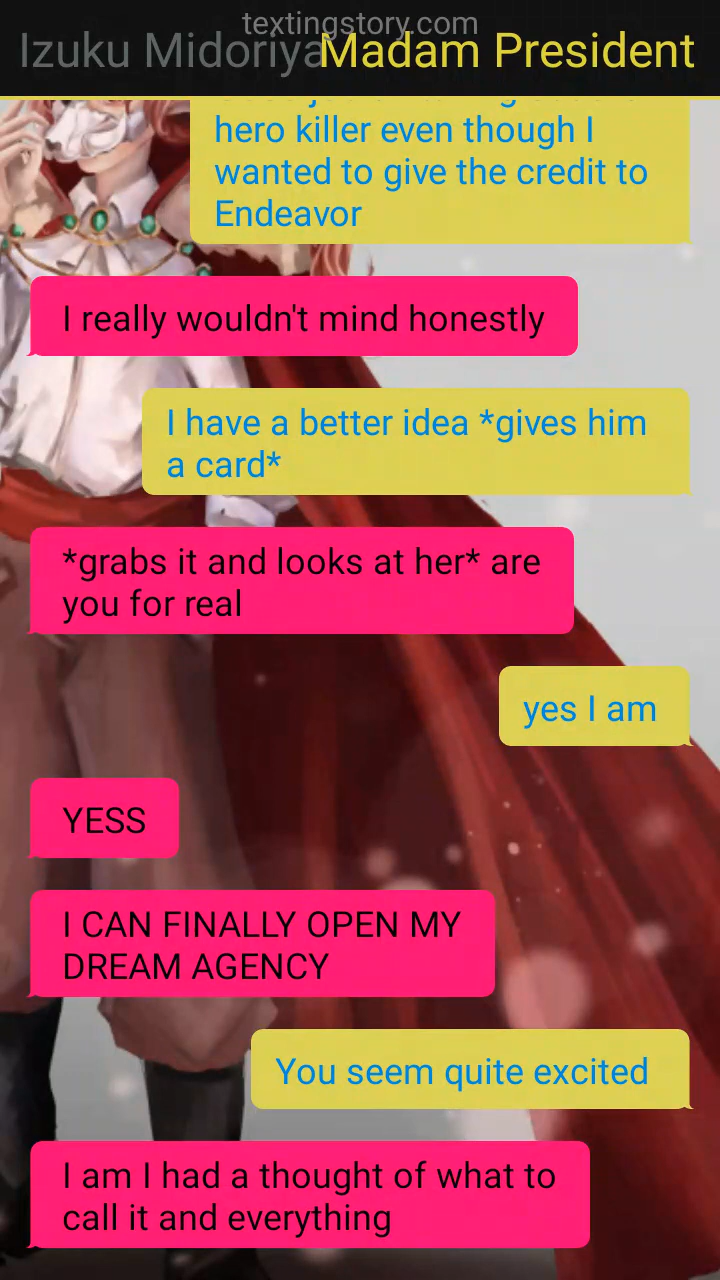 textingstory.com
Izuku Midoriya Madam President
hero killer even though I
wanted to give the credit to
Endeavor
I really wouldn't mind honestly
I have a better idea *gives him
a card*
*grabs it and looks at her* are
you for real
yes I am
YESS
I CAN FINALLY OPEN MY
DREAM AGENCY
You seem quite excited
I am I had a thought of what to
call it and everything